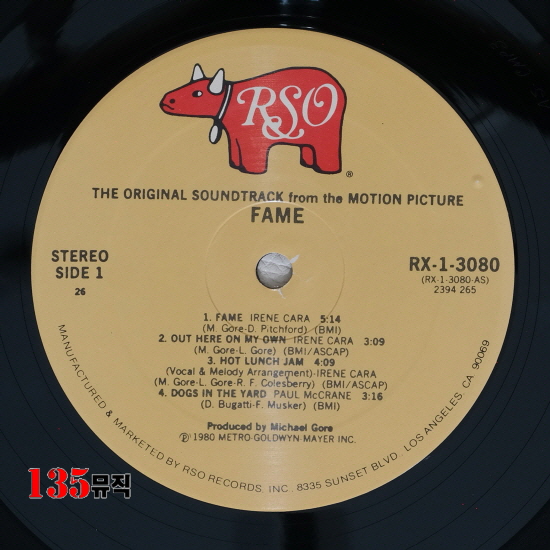 RSO
®
THE ORIGINAL SOUNDTRACK from the MOTION PICTURE
FAME
STEREO
SIDE 1
26
RX-1-3080
(RX-1-3080-AS)
2394 265
1. FAME IRENE CARA 5:14
(M. Gore-D. Pitchford) (BMI)
2. OUT HERE ON MY OWN IRENE CARA 3:09
(M. Gore-L. Gore) (BMI/ASCAP)
3. HOT LUNCH JAM 4:09
(Vocal & Melody Arrangement)-IRENE CARA
(M. Gore-L. Gore-R. F. Colesberry) (BMI/ASCAP)
4. DOGS IN THE YARD PAUL McCRANE 3:16
(D. Bugatti-F. Musker) (BMI)
Produced by Michael Gore
℗1980 METRO-GOLDWYN-MAYER INC.
MANUFACTURED & MARKETED BY RSO RECORDS, INC. 8335 SUNSET BLVD. LOS ANGELES, CA 90069
135뮤직